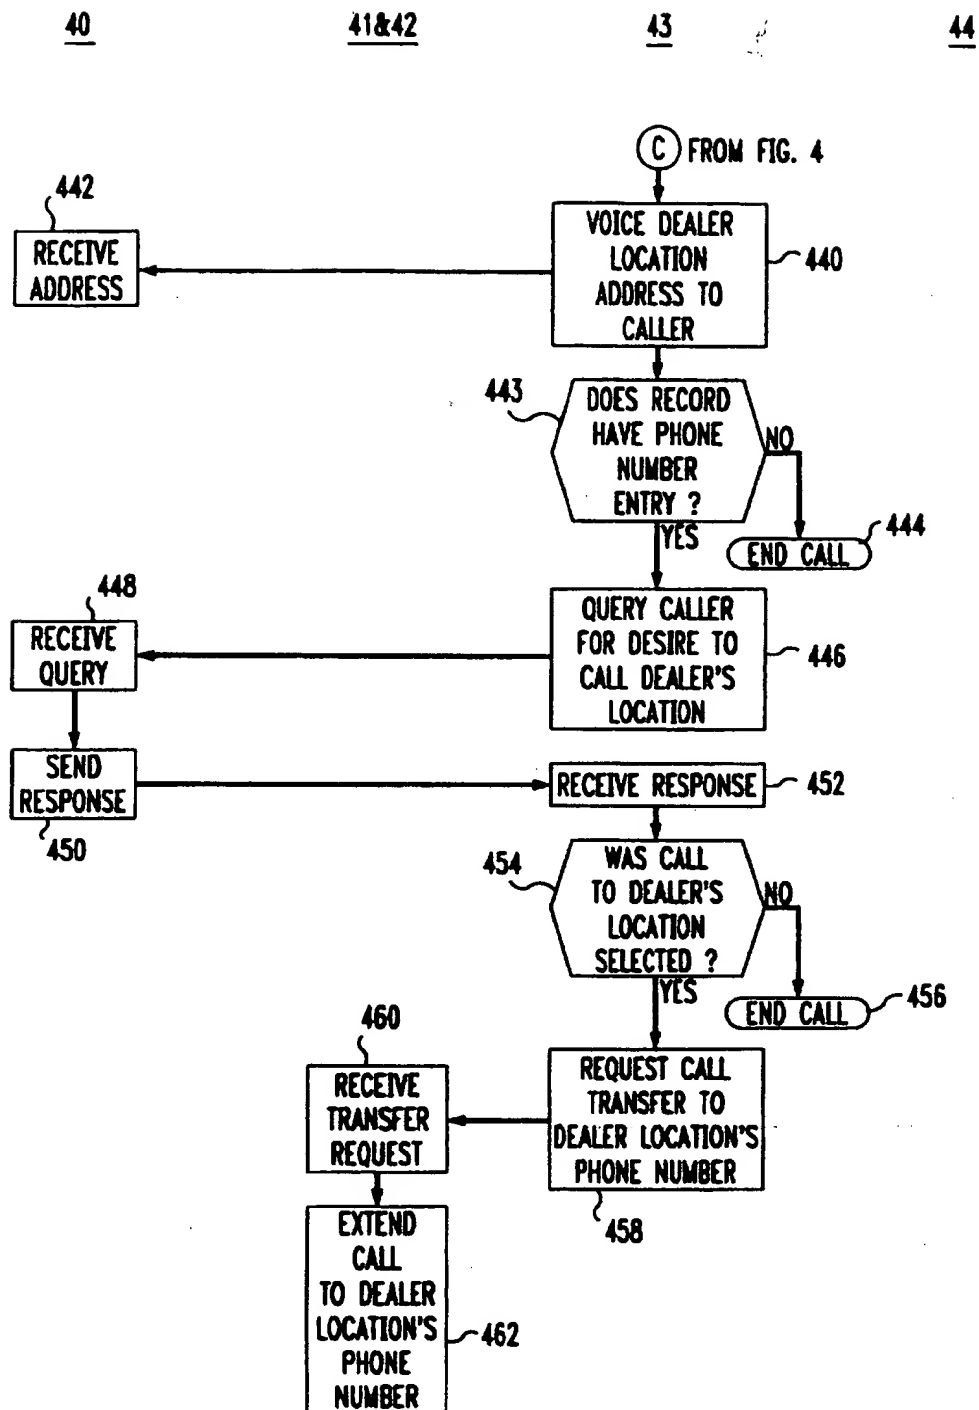 40 41&42 43 44
C FROM FIG. 4
442
RECEIVE
ADDRESS
VOICE DEALER
LOCATION
ADDRESS TO
CALLER
440
443
DOES RECORD
HAVE PHONE
NUMBER
ENTRY ?
NO
YES
444
END CALL
448
RECEIVE
QUERY
QUERY CALLER
FOR DESIRE TO
CALL DEALER'S
LOCATION
446
SEND
RESPONSE
450
RECEIVE RESPONSE
452
454
WAS CALL
TO DEALER'S
LOCATION
SELECTED ?
NO
YES
456
END CALL
460
RECEIVE
TRANSFER
REQUEST
REQUEST CALL
TRANSFER TO
DEALER LOCATION'S
PHONE NUMBER
458
EXTEND
CALL
TO DEALER
LOCATION'S
PHONE
NUMBER
462